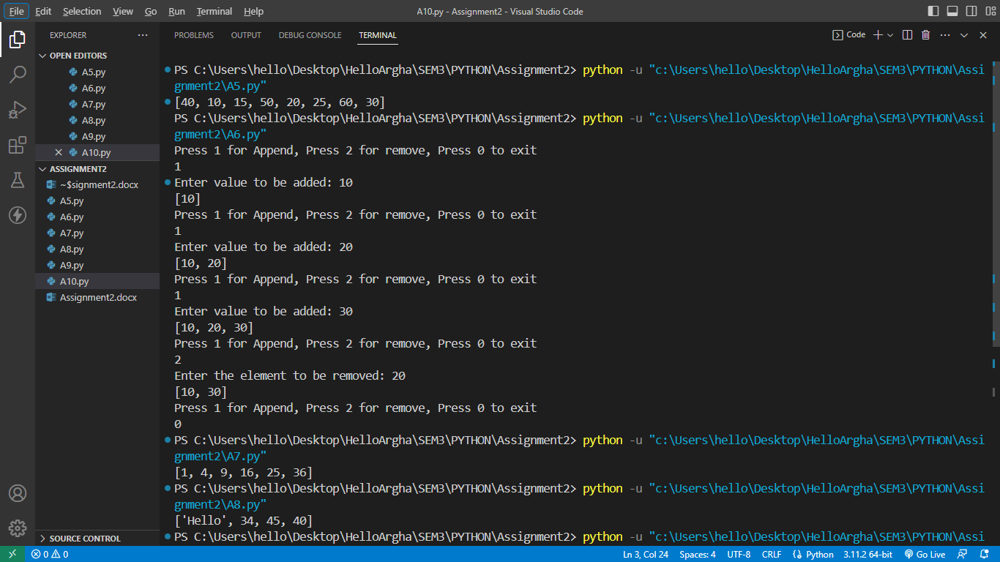 File Edit Selection View Go Run Terminal Help A10.py - Assignment2 - Visual Studio Code
EXPLORER ···
OPEN EDITORS
A5.py
A6.py
A7.py
A8.py
A9.py
A10.py
ASSIGNMENT2
~$signment2.docx
A5.py
A6.py
A7.py
A8.py
A9.py
A10.py
Assignment2.docx
SOURCE CONTROL
PROBLEMS OUTPUT DEBUG CONSOLE TERMINAL Code
PS C:\Users\hello\Desktop\HelloArgha\SEM3\PYTHON\Assignment2> python -u "c:\Users\hello\Desktop\HelloArgha\SEM3\PYTHON\Assi
gnment2\A5.py"
[40, 10, 15, 50, 20, 25, 60, 30]
PS C:\Users\hello\Desktop\HelloArgha\SEM3\PYTHON\Assignment2> python -u "c:\Users\hello\Desktop\HelloArgha\SEM3\PYTHON\Assi
gnment2\A6.py"
Press 1 for Append, Press 2 for remove, Press 0 to exit
1
Enter value to be added: 10
[10]
Press 1 for Append, Press 2 for remove, Press 0 to exit
1
Enter value to be added: 20
[10, 20]
Press 1 for Append, Press 2 for remove, Press 0 to exit
1
Enter value to be added: 30
[10, 20, 30]
Press 1 for Append, Press 2 for remove, Press 0 to exit
2
Enter the element to be removed: 20
[10, 30]
Press 1 for Append, Press 2 for remove, Press 0 to exit
0
PS C:\Users\hello\Desktop\HelloArgha\SEM3\PYTHON\Assignment2> python -u "c:\Users\hello\Desktop\HelloArgha\SEM3\PYTHON\Assi
gnment2\A7.py"
[1, 4, 9, 16, 25, 36]
PS C:\Users\hello\Desktop\HelloArgha\SEM3\PYTHON\Assignment2> python -u "c:\Users\hello\Desktop\HelloArgha\SEM3\PYTHON\Assi
gnment2\A8.py"
['Hello', 34, 45, 40]
PS C:\Users\hello\Desktop\HelloArgha\SEM3\PYTHON\Assignment2> python -u "c:\Users\hello\Desktop\HelloArgha\SEM3\PYTHON\Assi
0 0 Ln 3, Col 24 Spaces: 4 UTF-8 CRLF Python 3.11.2 64-bit Go Live